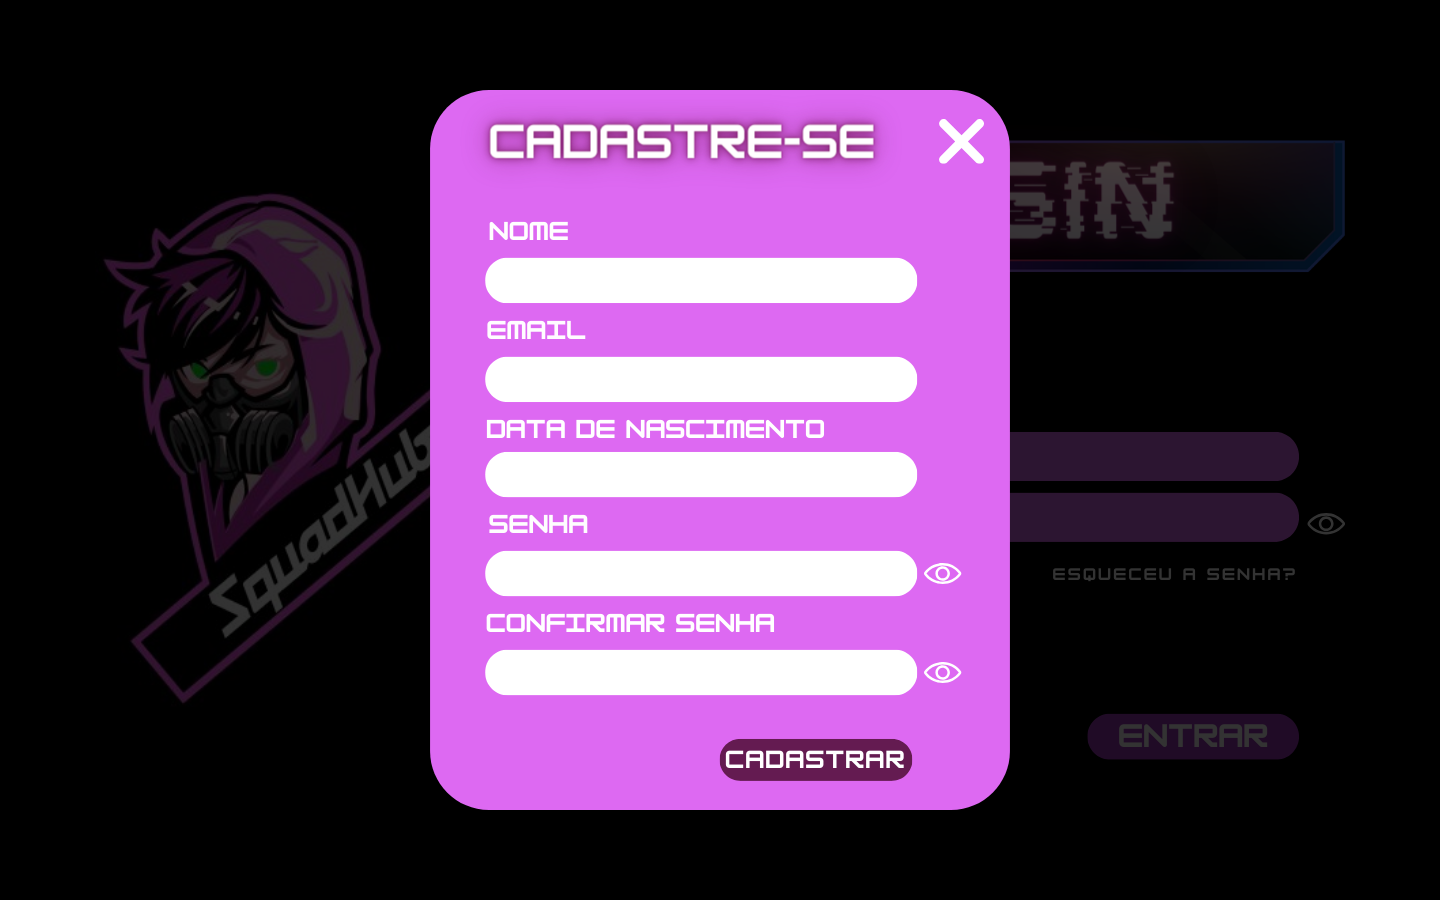 CADASTRE-SE
NOME
EMAIL
DATA DE NASCIMENTO
SENHA
CONFIRMAR SENHA
CADASTRAR
SquadHub
ESQUECEU A SENHA?
ENTRAR